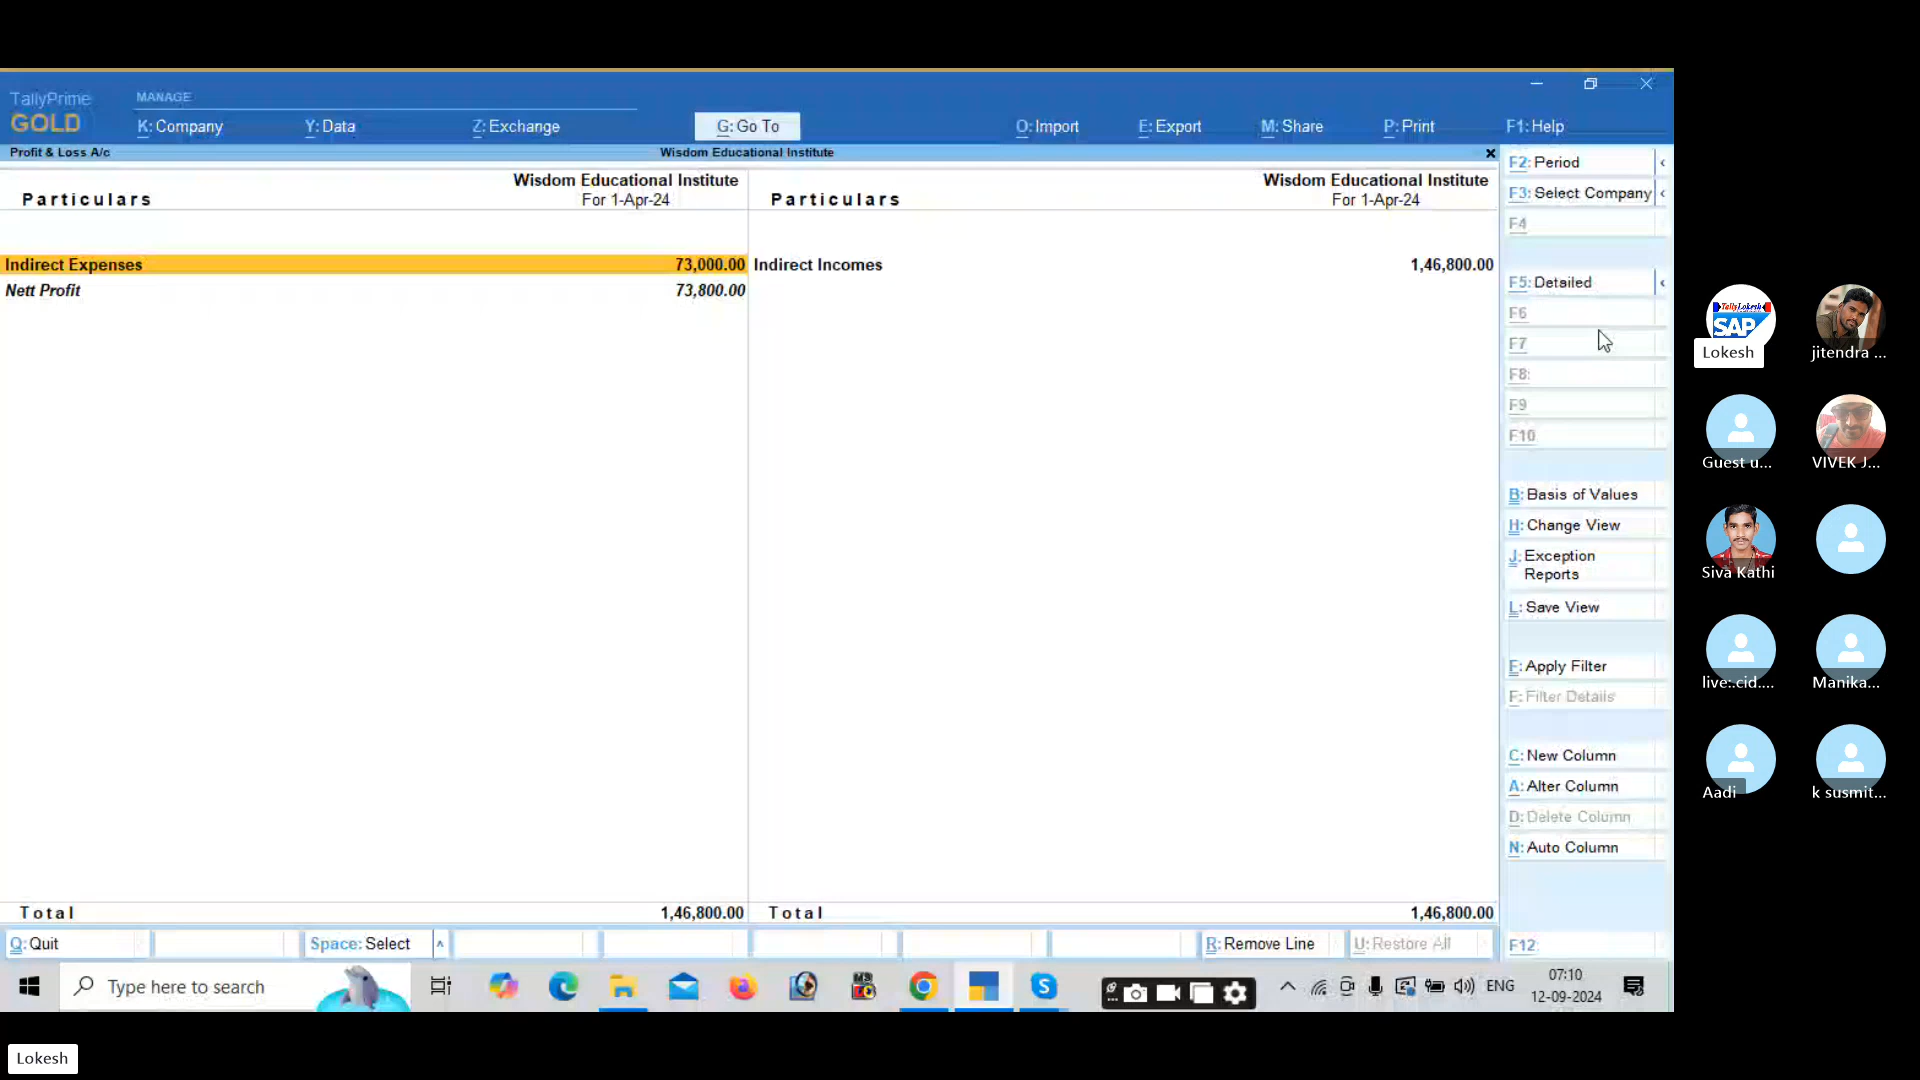 TallyPrime
GOLD
MANAGE
K: Company
Y: Data
Z: Exchange
G: Go To
O: Import
E: Export
M: Share
P: Print
F1: Help
Profit & Loss A/c
Wisdom Educational Institute
Particulars
Wisdom Educational Institute
For 1-Apr-24
Particulars
Wisdom Educational Institute
For 1-Apr-24
Indirect Expenses 73,000.00
Nett Profit 73,800.00
Indirect Incomes 1,46,800.00
Total 1,46,800.00
Total 1,46,800.00
F2: Period
F3: Select Company
F4
F5: Detailed
F6
F7
F8:
F9
F10
B: Basis of Values
H: Change View
J: Exception
Reports
L: Save View
F: Apply Filter
F: Filter Details
C: New Column
A: Alter Column
D: Delete Column
N: Auto Column
F12:
Q: Quit
Space: Select
R: Remove Line
U: Restore All
Type here to search
ENG
07:10
12-09-2024
TallyLokesh
SAP
Lokesh
jitendra ...
Guest u...
VIVEK J...
Siva Kathi
live:.cid....
Manika...
Aadi
k susmit...
Lokesh